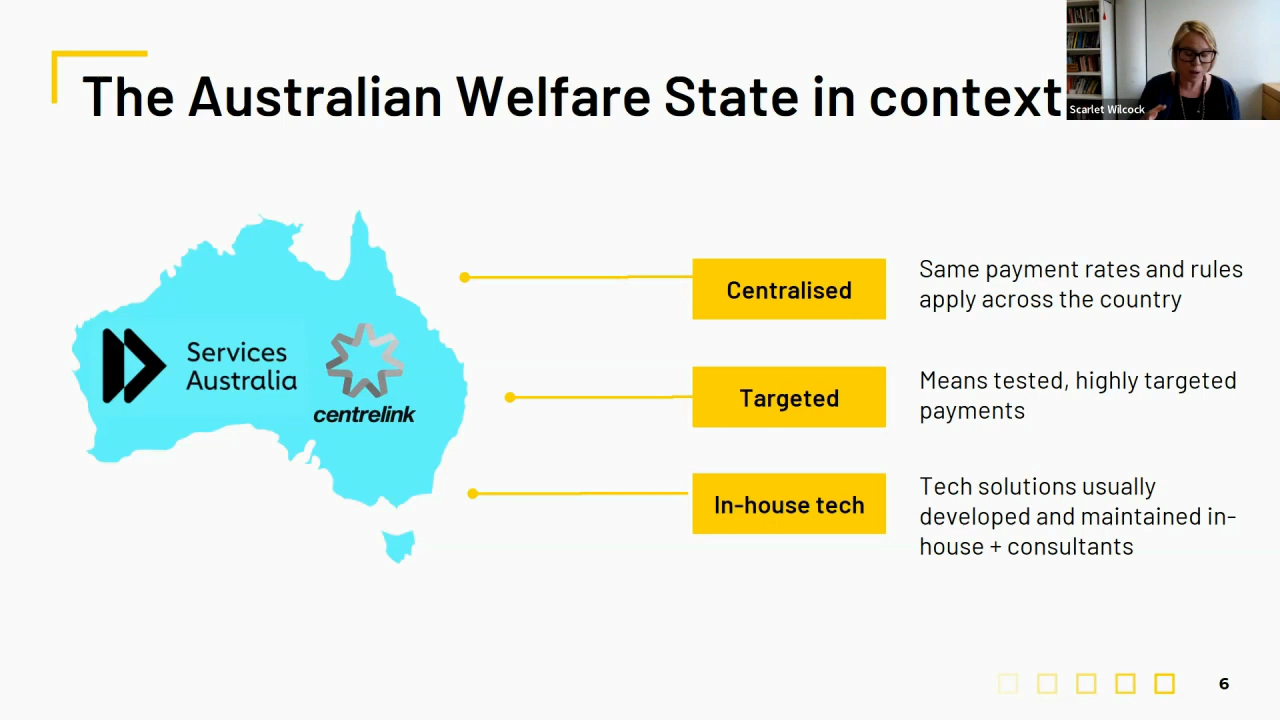 The Australian Welfare State in context
Scarlet Wilcock
Services
Australia
centrelink
Centralised
Same payment rates and rules
apply across the country
Targeted
Means tested, highly targeted
payments
In-house tech
Tech solutions usually
developed and maintained in-
house + consultants
6